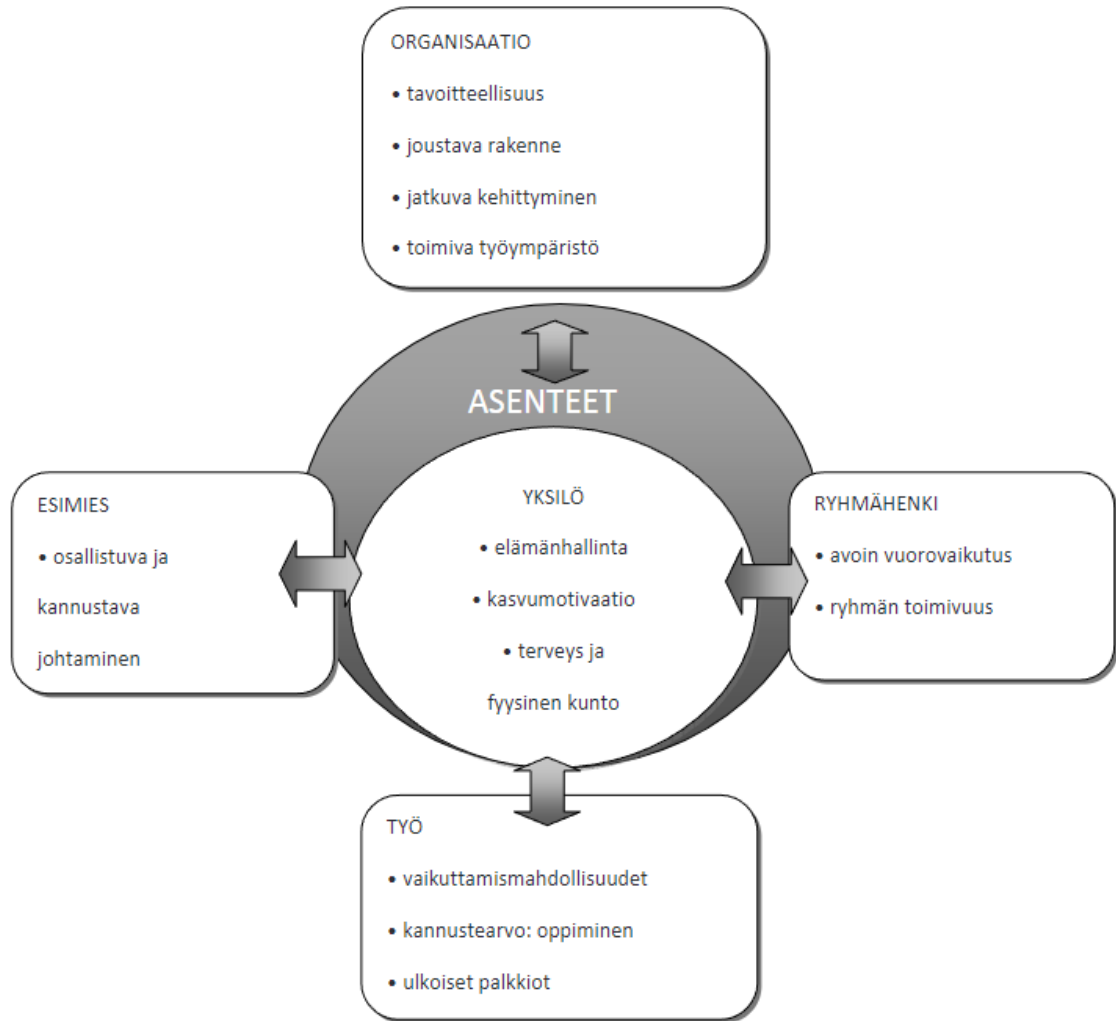 ORGANISAATIO
• tavoitteellisuus
• joustava rakenne
• jatkuva kehittyminen
• toimiva työympäristö
ASENTEET
ESIMIES
• osallistuva ja
kannustava
johtaminen
YKSILÖ
• elämänhallinta
• kasvumotivaatio
• terveys ja
fyysinen kunto
RYHMÄHENKI
• avoin vuorovaikutus
• ryhmän toimivuus
TYÖ
• vaikuttamismahdollisuudet
• kannustearvo: oppiminen
• ulkoiset palkkiot